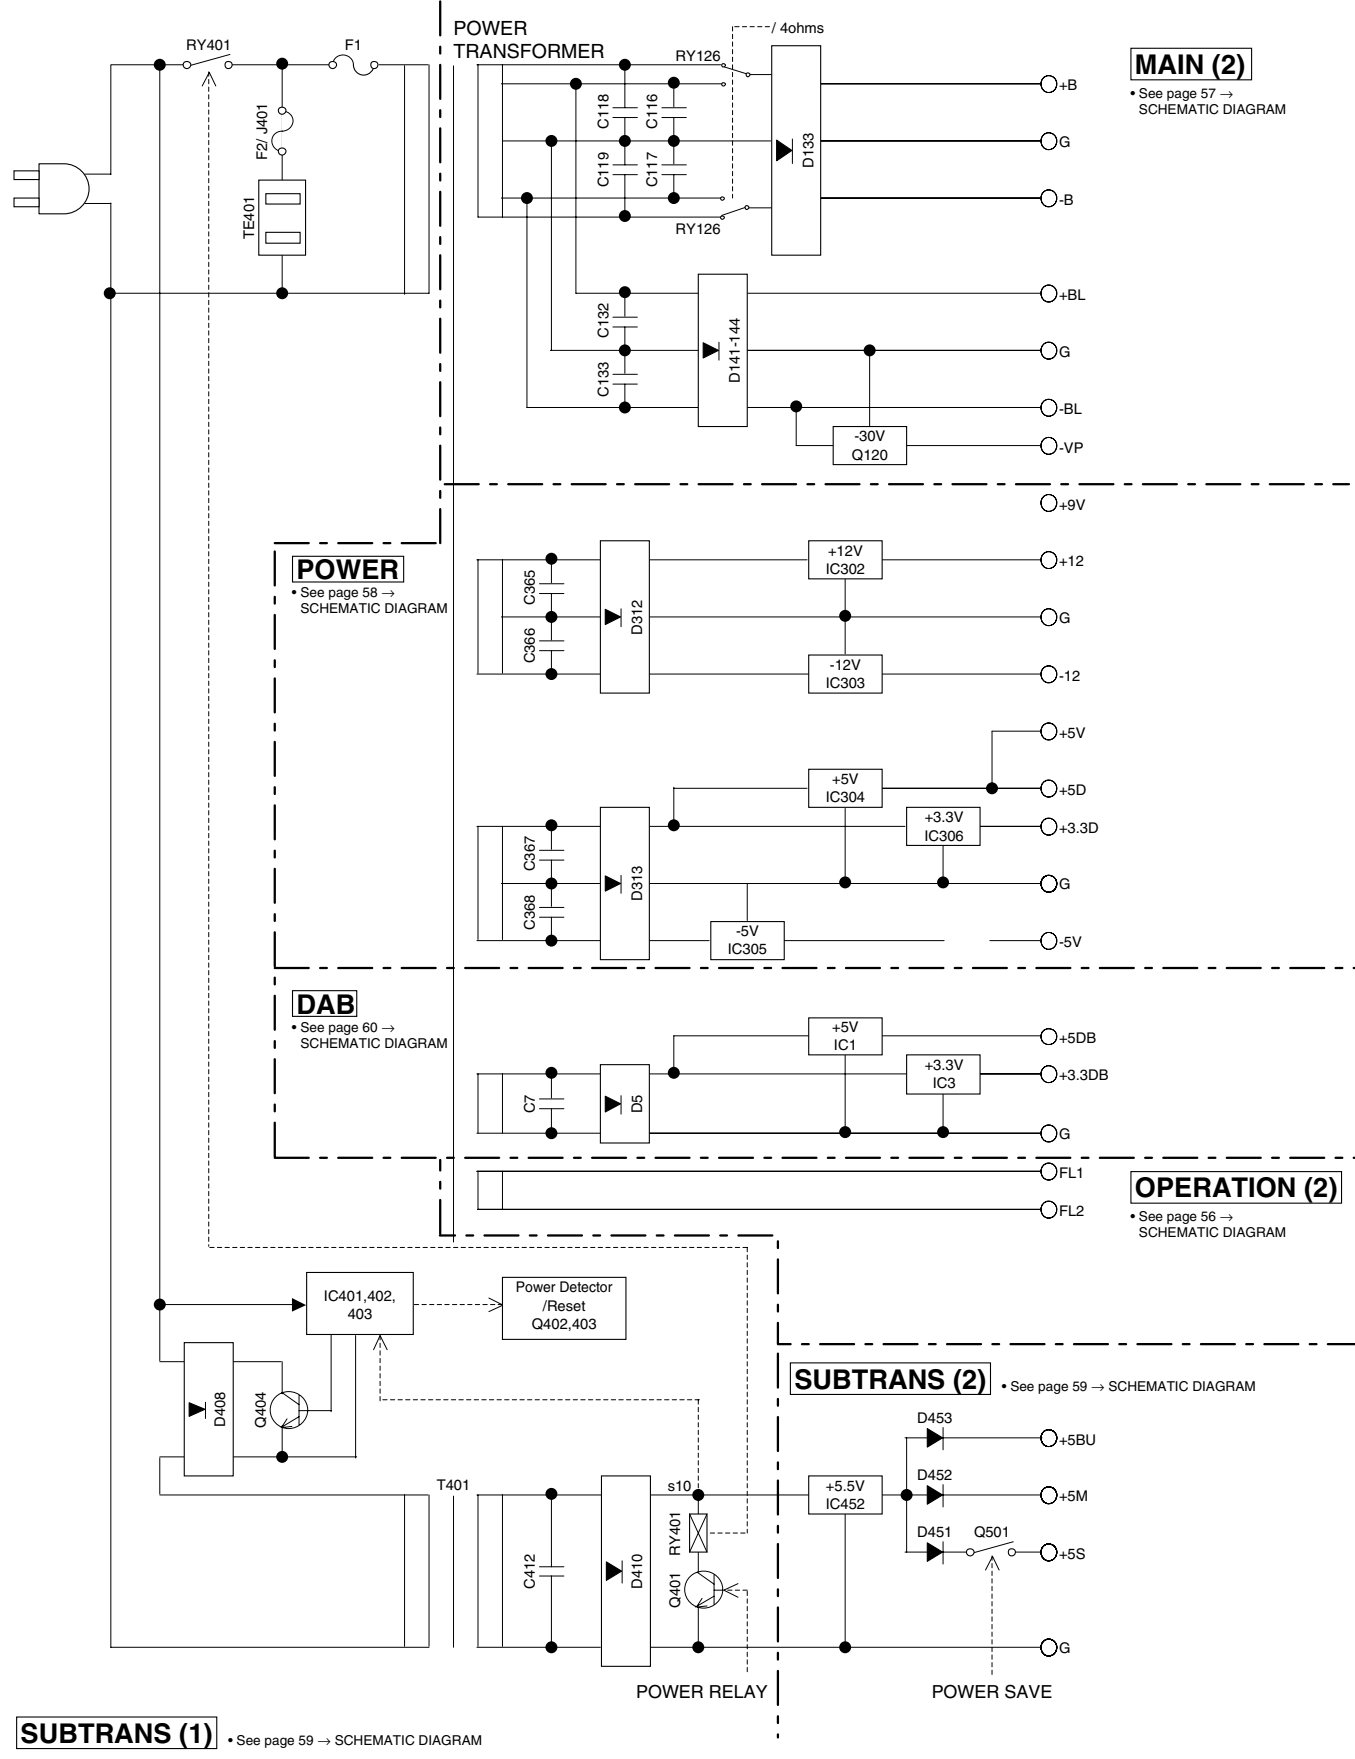 POWER
TRANSFORMER
/ 4ohms
RY401
F1
RY126
MAIN (2)
• See page 57 →
SCHEMATIC DIAGRAM
+B
C118
C116
F2/ J401
D133
G
C119
C117
TE401
-B
RY126
+BL
C132
D141-144
G
C133
-BL
-30V
Q120
-VP
+9V
POWER
• See page 58 →
SCHEMATIC DIAGRAM
+12V
IC302
+12
C365
D312
G
C366
-12V
IC303
-12
+5V
+5V
IC304
+5D
+3.3V
IC306
+3.3D
C367
D313
G
C368
-5V
IC305
-5V
DAB
• See page 60 →
SCHEMATIC DIAGRAM
+5V
IC1
+5DB
+3.3V
IC3
+3.3DB
C7
D5
G
FL1
OPERATION (2)
• See page 56 →
SCHEMATIC DIAGRAM
FL2
IC401,402,
403
Power Detector
/Reset
Q402,403
SUBTRANS (2)
• See page 59 → SCHEMATIC DIAGRAM
D408
Q404
D453
+5BU
T401
s10
+5.5V
IC452
D452
+5M
RY401
D451
Q501
+5S
C412
D410
Q401
G
POWER RELAY
POWER SAVE
SUBTRANS (1)
• See page 59 → SCHEMATIC DIAGRAM